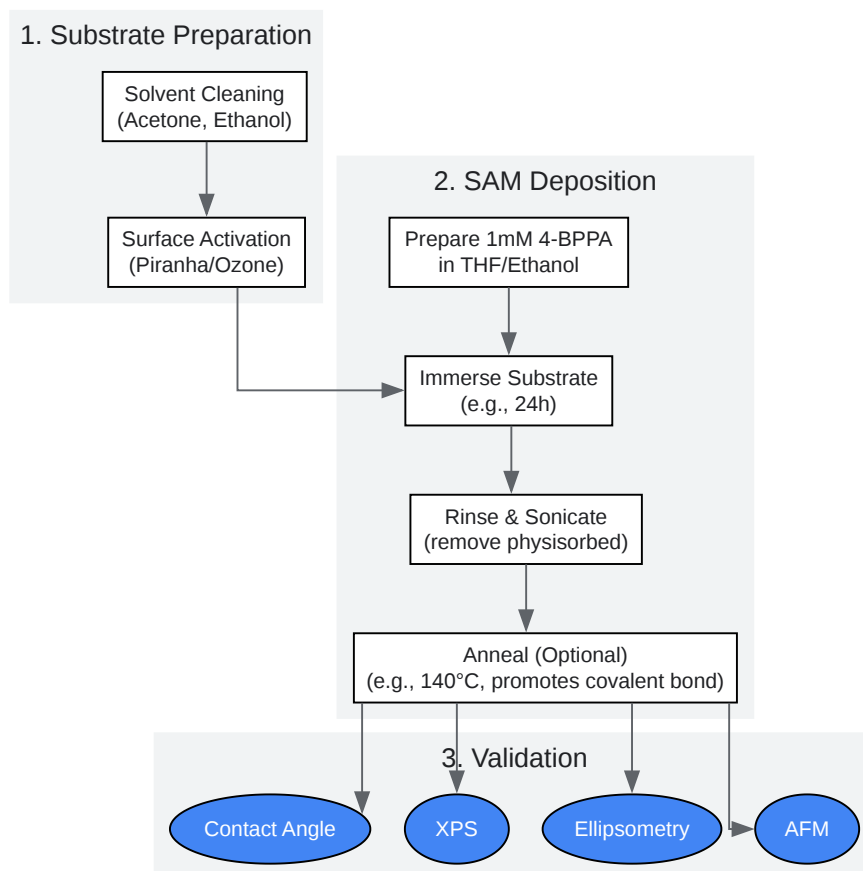 1. Substrate Preparation
Solvent Cleaning
(Acetone, Ethanol)
Surface Activation
(Piranha/Ozone)
2. SAM Deposition
Prepare 1mM 4-BPPA
in THF/Ethanol
Immerse Substrate
(e.g., 24h)
Rinse & Sonicate
(remove physisorbed)
Anneal (Optional)
(e.g., 140°C, promotes covalent bond)
3. Validation
Contact Angle
XPS
Ellipsometry
AFM